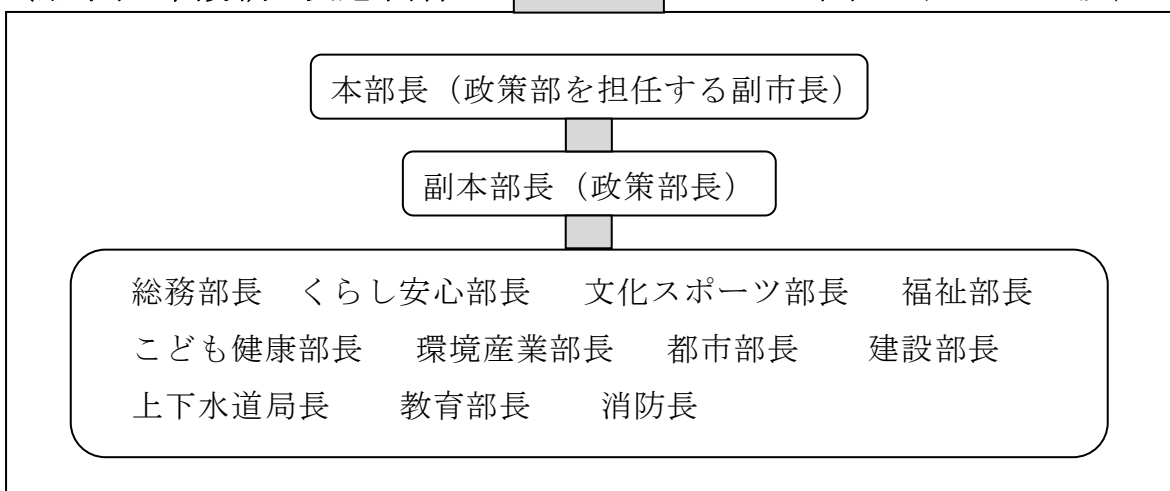 本部長（政策部を担任する副市長）
副本部長（政策部長）
総務部長　くらし安心部長　文化スポーツ部長　福祉部長
こども健康部長　環境産業部長　都市部長　建設部長
上下水道局長　教育部長　消防長